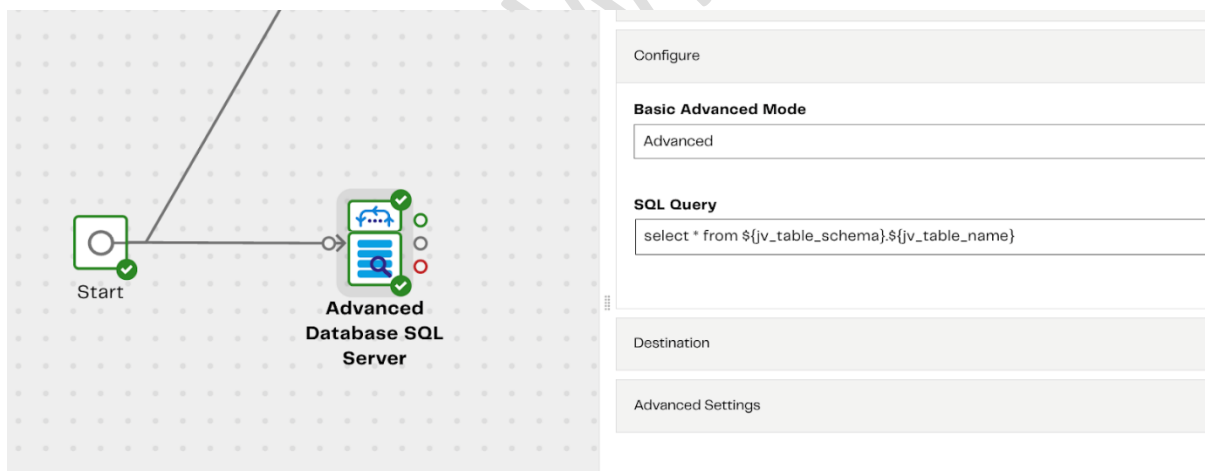 Start
Advanced
Database SQL
Server
Configure
Basic Advanced Mode
Advanced
SQL Query
select * from ${jv_table_schema}.${jv_table_name}
Destination
Advanced Settings